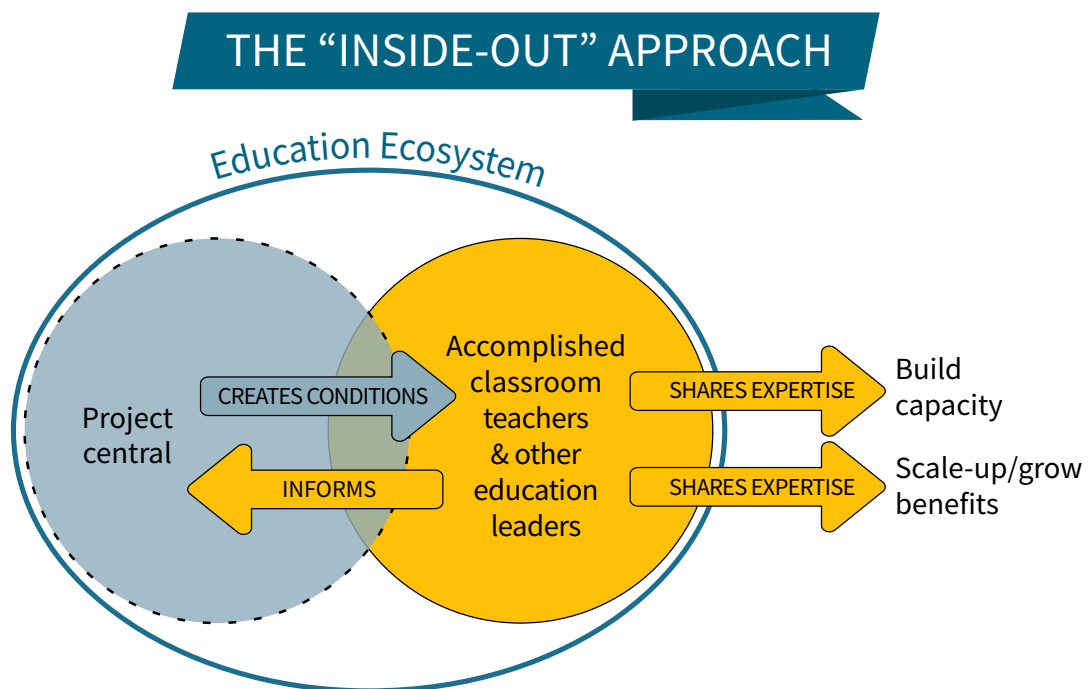 THE “INSIDE-OUT” APPROACH
Education Ecosystem
Project
central
CREATES CONDITIONS
INFORMS
Accomplished
classroom
teachers
& other
education
leaders
SHARES EXPERTISE
Build
capacity
SHARES EXPERTISE
Scale-up/grow
benefits